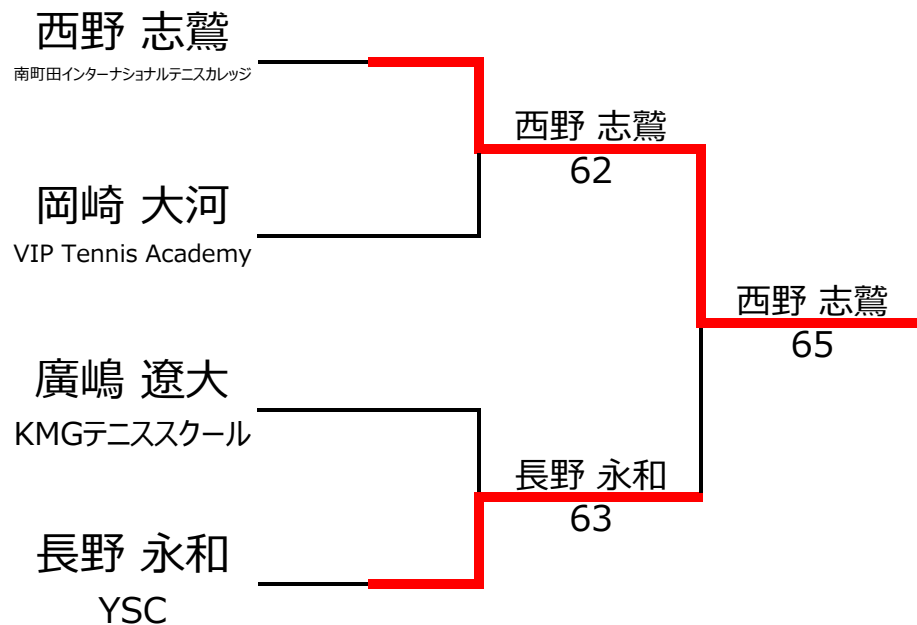 西野 志鷲
南町田インターナショナルテニスカレッジ
西野 志鷲
62
岡崎 大河
VIP Tennis Academy
西野 志鷲
65
廣嶋 遼大
KMGテニススクール
長野 永和
63
長野 永和
YSC